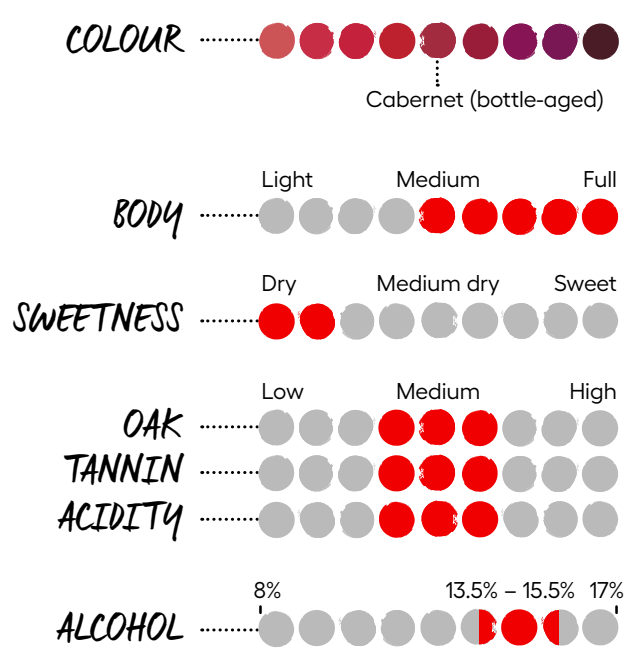 COLOUR
Cabernet (bottle-aged)
Light Medium Full
BODY
Dry Medium dry Sweet
SWEETNESS
Low Medium High
OAK
TANNIN
ACIDITY
8% 13.5% – 15.5% 17%
ALCOHOL